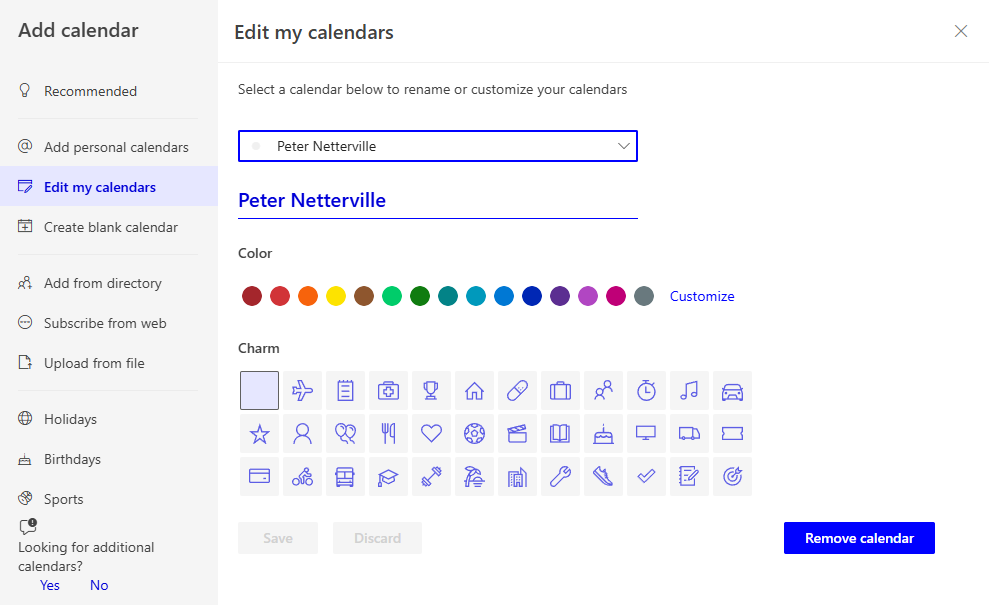 Add calendar
Recommended
Add personal calendars
Edit my calendars
Create blank calendar
Add from directory
Subscribe from web
Upload from file
Holidays
Birthdays
Sports
Looking for additional
calendars?
Yes No
Edit my calendars
Select a calendar below to rename or customize your calendars
Peter Netterville
Peter Netterville
Color
Customize
Charm
Save Discard Remove calendar